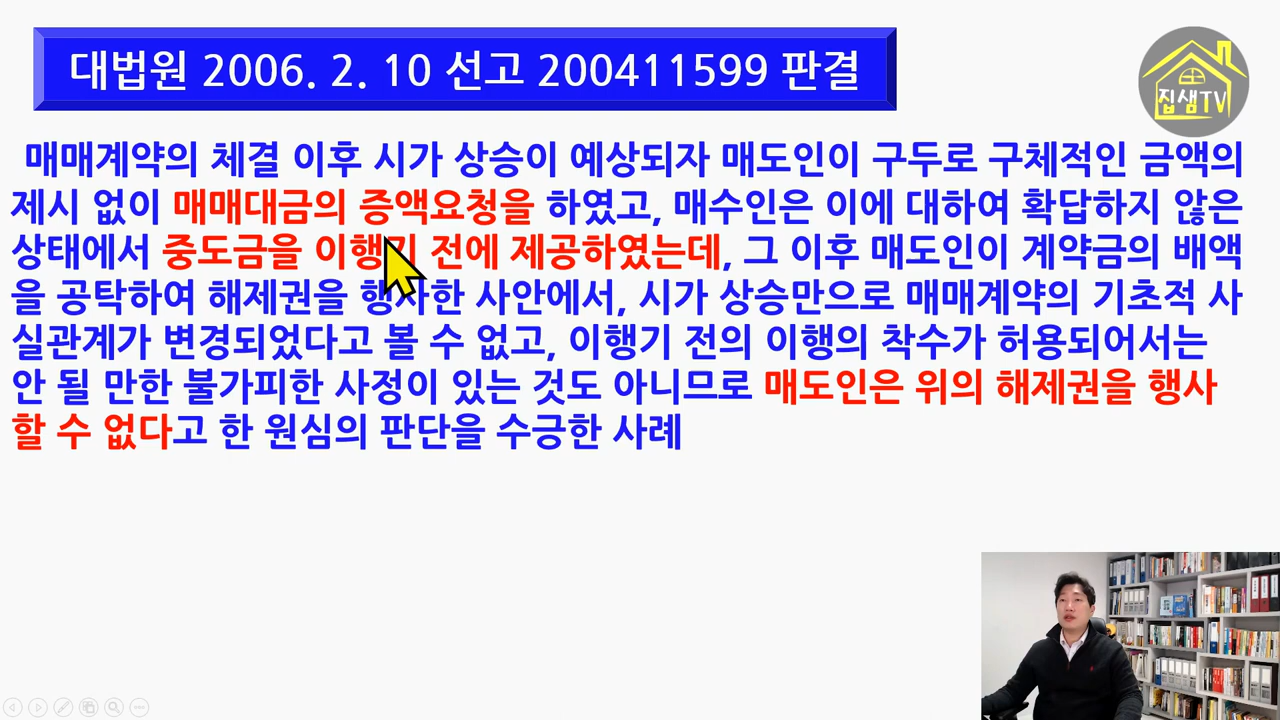 대법원 2006. 2. 10 선고 200411599 판결
집샘TV
매매계약의 체결 이후 시가 상승이 예상되자 매도인이 구두로 구체적인 금액의
제시 없이 매매대금의 증액요청을 하였고, 매수인은 이에 대하여 확답하지 않은
상태에서 중도금을 이행기 전에 제공하였는데, 그 이후 매도인이 계약금의 배액
을 공탁하여 해제권을 행사한 사안에서, 시가 상승만으로 매매계약의 기초적 사
실관계가 변경되었다고 볼 수 없고, 이행기 전의 이행의 착수가 허용되어서는
안 될 만한 불가피한 사정이 있는 것도 아니므로 매도인은 위의 해제권을 행사
할 수 없다고 한 원심의 판단을 수긍한 사례